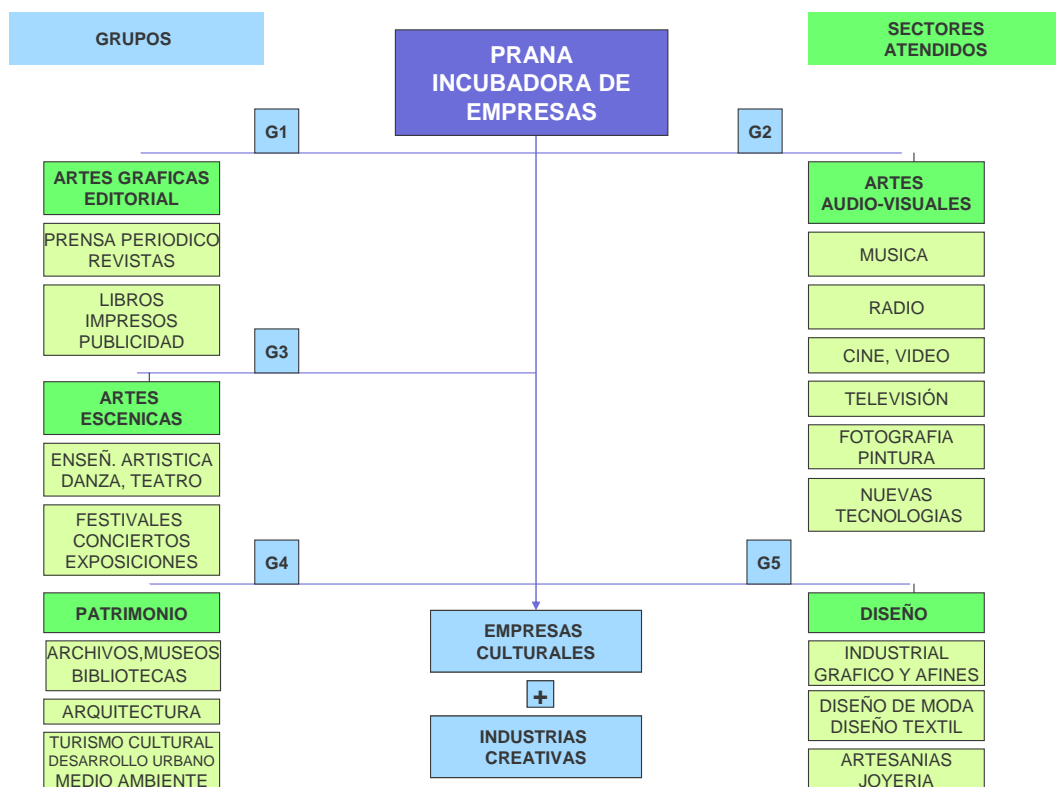 GRUPOS
PRANA
INCUBADORA DE
EMPRESAS
SECTORES
ATENDIDOS
G1
G2
ARTES GRAFICAS
EDITORIAL
PRENSA PERIODICO
REVISTAS
LIBROS
IMPRESOS
PUBLICIDAD
ARTES
AUDIO-VISUALES
MUSICA
RADIO
CINE, VIDEO
TELEVISIÓN
FOTOGRAFIA
PINTURA
NUEVAS
TECNOLOGIAS
G3
ARTES
ESCENICAS
ENSEÑ. ARTISTICA
DANZA, TEATRO
FESTIVALES
CONCIERTOS
EXPOSICIONES
G4
G5
PATRIMONIO
ARCHIVOS,MUSEOS
BIBLIOTECAS
ARQUITECTURA
TURISMO CULTURAL
DESARROLLO URBANO
MEDIO AMBIENTE
EMPRESAS
CULTURALES
+
INDUSTRIAS
CREATIVAS
DISEÑO
INDUSTRIAL
GRAFICO Y AFINES
DISEÑO DE MODA
DISEÑO TEXTIL
ARTESANIAS
JOYERIA